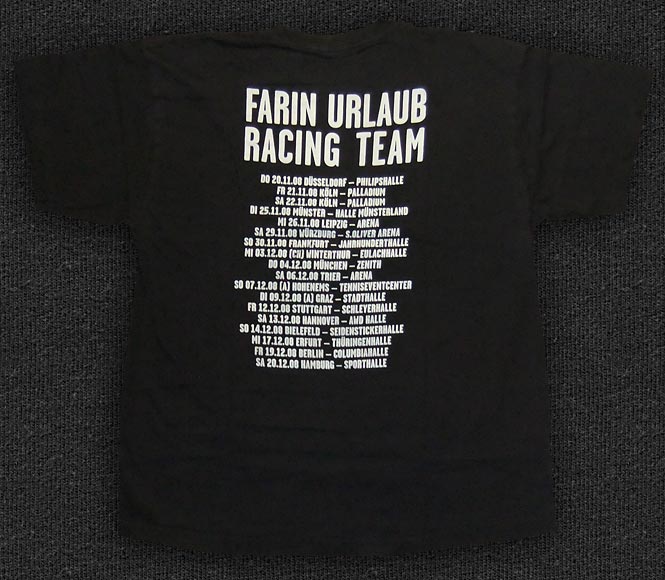 FARIN URLAUB
RACING TEAM
DO 20.11.08 DÜSSELDORF – PHILIPSHALLE
FR 21.11.08 KÖLN – PALLADIUM
SA 22.11.08 KÖLN – PALLADIUM
DI 25.11.08 MÜNSTER – HALLE MÜNSTERLAND
MI 26.11.08 LEIPZIG – ARENA
SA 29.11.08 WÜRZBURG – S.OLIVER ARENA
SO 30.11.08 FRANKFURT – JAHRHUNDERTHALLE
MI 03.12.08 (CH) WINTERTHUR – EULACHHALLE
DO 04.12.08 MÜNCHEN – ZENITH
SA 06.12.08 TRIER – ARENA
SO 07.12.08 (A) HOHENEMS – TENNISEVENTCENTER
DI 09.12.08 (A) GRAZ – STADTHALLE
FR 12.12.08 STUTTGART – SCHLEYERHALLE
SA 13.12.08 HANNOVER – AWD HALLE
SO 14.12.08 BIELEFELD – SEIDENSTICKERHALLE
MI 17.12.08 ERFURT – THÜRINGENHALLE
FR 19.12.08 BERLIN – COLUMBIAHALLE
SA 20.12.08 HAMBURG – SPORTHALLE